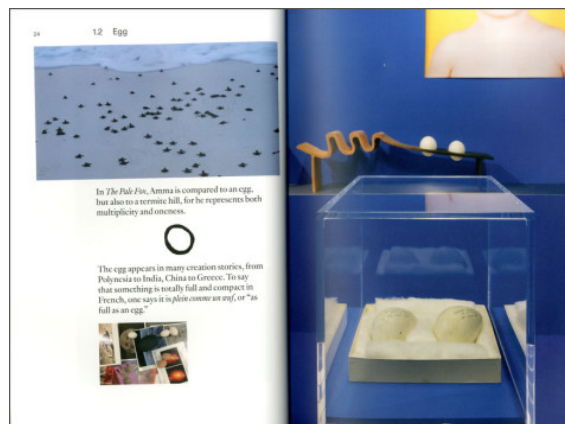 24
1.2 Egg
In The Pale Fox, Amma is compared to an egg,
but also to a termite hill, for he represents both
multiplicity and oneness.
The egg appears in many creation stories, from
Polynesia to India, China to Greece. To say
that something is totally full and compact in
French, one says it is plein comme un œuf, or “as
full as an egg.”